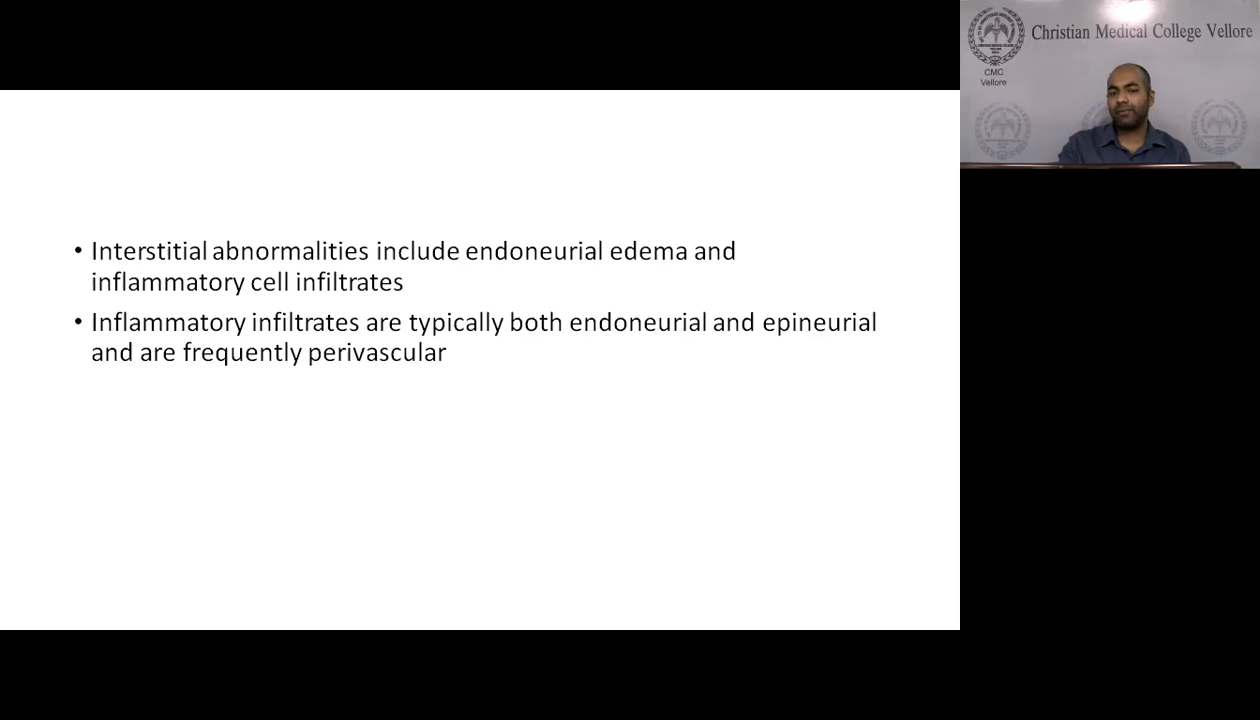 • Interstitial abnormalities include endoneurial edema and
inflammatory cell infiltrates
• Inflammatory infiltrates are typically both endoneurial and epineurial
and are frequently perivascular
Christian Medical College Vellore
CMC
Vellore